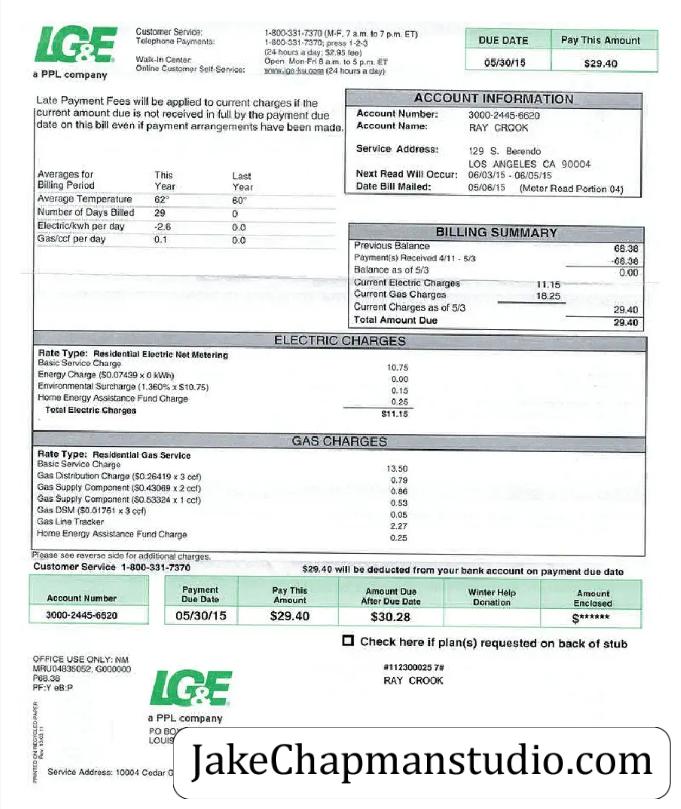 LG&E
a PPL company
Customer Service: 1-800-331-7370 (M-F, 7 a.m. to 7 p.m. ET)
Telephone Payments: 1-800-331-7370; press 1-2-3
(24 hours a day; $2.95 fee)
Walk-In Center: Open Mon-Fri 8 a.m. to 5 p.m. ET
Online Customer Self-Service: www.lge-ku.com (24 hours a day)
DUE DATE Pay This Amount
05/30/15 $29.40
Late Payment Fees will be applied to current charges if the
current amount due is not received in full by the payment due
date on this bill even if payment arrangements have been made.
ACCOUNT INFORMATION
Account Number: 3000-2445-6620
Account Name: RAY CROOK
Service Address: 129 S. Berendo
LOS ANGELES CA 90004
Next Read Will Occur: 06/03/15 - 06/05/15
Date Bill Mailed: 05/06/15 (Meter Read Portion 04)
Averages for This Last
Billing Period Year Year
Average Temperature 62° 60°
Number of Days Billed 29 0
Electric/kwh per day -2.6 0.0
Gas/ccf per day 0.1 0.0
BILLING SUMMARY
Previous Balance 68.38
Payment(s) Received 4/11 - 5/3 -68.38
Balance as of 5/3 0.00
Current Electric Charges 11.15
Current Gas Charges 18.25
Current Charges as of 5/3 29.40
Total Amount Due 29.40
ELECTRIC CHARGES
Rate Type: Residential Electric Net Metering
Basic Service Charge 10.75
Energy Charge ($0.07439 x 0 kWh) 0.00
Environmental Surcharge (1.360% x $10.75) 0.15
Home Energy Assistance Fund Charge 0.25
Total Electric Charges $11.15
GAS CHARGES
Rate Type: Residential Gas Service
Basic Service Charge 13.50
Gas Distribution Charge ($0.26419 x 3 ccf) 0.79
Gas Supply Component ($0.43069 x 2 ccf) 0.86
Gas Supply Component ($0.53324 x 1 ccf) 0.53
Gas DSM ($0.01761 x 3 ccf) 0.05
Gas Line Tracker 2.27
Home Energy Assistance Fund Charge 0.25
Please see reverse side for additional charges.
Customer Service 1-800-331-7370 $29.40 will be deducted from your bank account on payment due date
Account Number Payment Due Date Pay This Amount Amount Due After Due Date Winter Help Donation Amount Enclosed
3000-2445-6620 05/30/15 $29.40 $30.28 $******
Check here if plan(s) requested on back of stub
OFFICE USE ONLY: NM
MRU04835052, G000000
P68.38
PF:Y eB:P
#112300025 7#
RAY CROOK
LG&E
a PPL company
PO BO
LOUIS
PRINTED ON RECYCLED PAPER
Service Address: 10004 Cedar G
JakeChapmanstudio.com